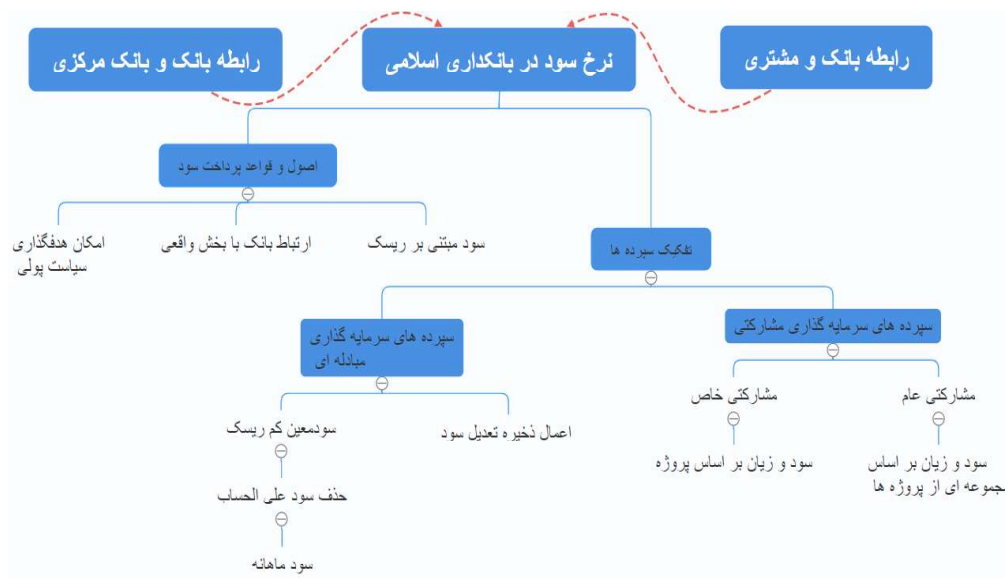 رابطه بانک و مشتری
نرخ سود در بانکداری اسلامی
رابطه بانک و بانک مرکزی
اصول و قواعد پرداخت سود
سود مبتنی بر ریسک
ارتباط بانک با بخش واقعی
امکان هدفگذاری
سیاست پولی
تفکیک سپرده ها
سپرده های سرمایه گذاری مشارکتی
سپرده های سرمایه گذاری
مبادله ای
مشارکتی عام
مشارکتی خاص
سود و زیان بر اساس
مجموعه ای از پروژه ها
سود و زیان بر اساس پروژه
اعمال ذخیره تعدیل سود
سودمعین کم ریسک
حذف سود علی الحساب
سود ماهانه